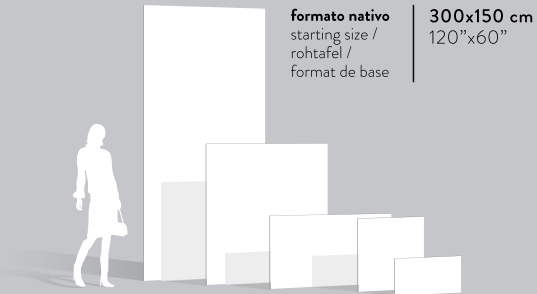 formato nativo
starting size /
rohtafel /
format de base
300x150 cm
120”x60”